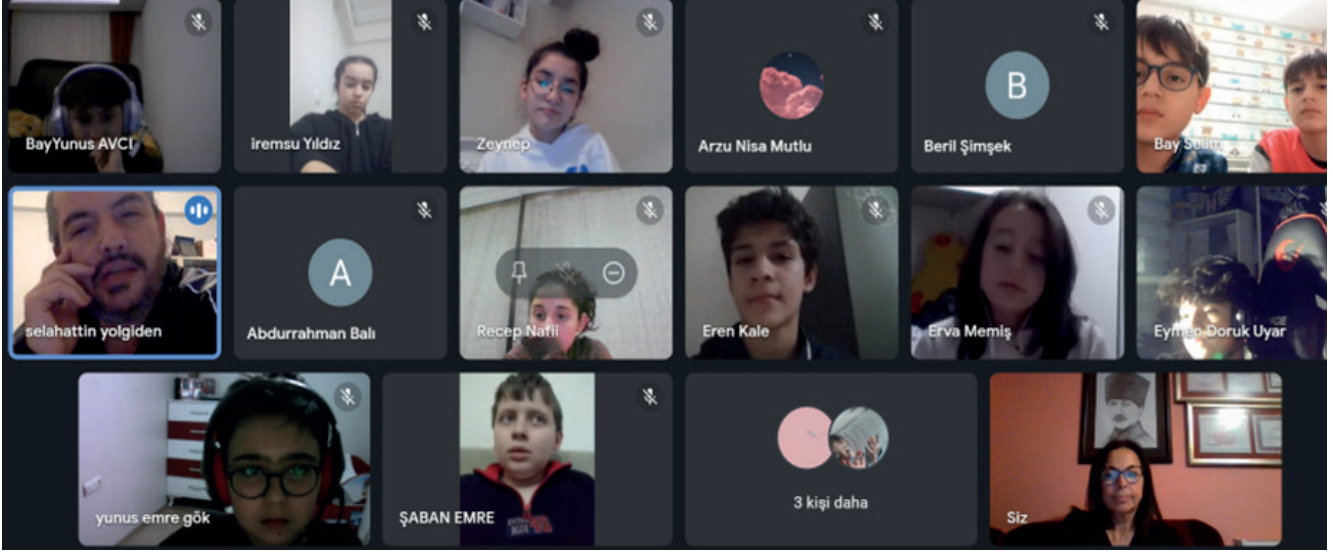 BayYunus AVCI
iremsu Yıldız
Zeynep
Arzu Nisa Mutlu
B
Beril Şimşek
Bay Selim
selahattin yolgiden
A
Abdurrahman Balı
Recep Nafii
Eren Kale
Erva Memiş
Eymen Doruk Uyar
yunus emre gök
ŞABAN EMRE
3 kişi daha
Siz